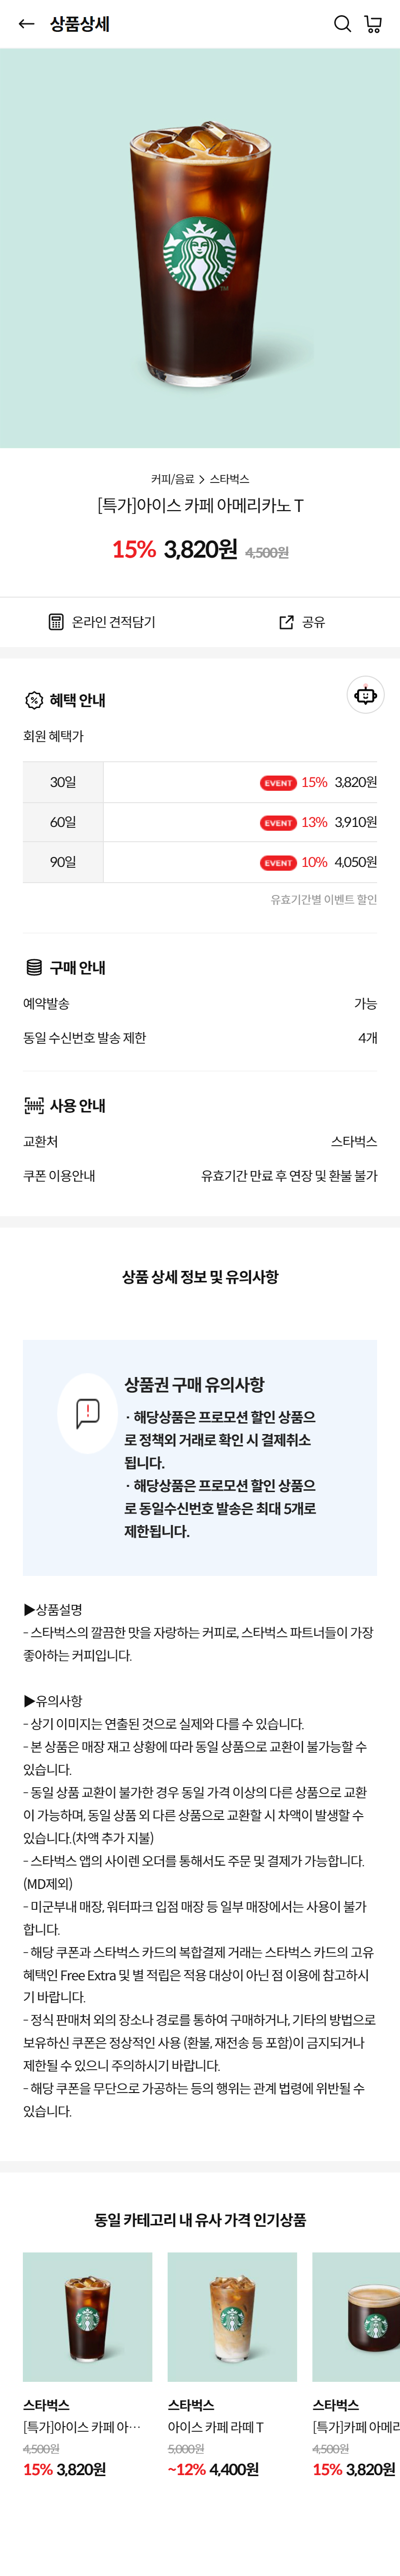 상품상세
TM
커피/음료 > 스타벅스
[특가]아이스 카페 아메리카노 T
15% 3,820원 4,500원
온라인 견적담기
공유
혜택 안내
회원 혜택가
30일 EVENT 15% 3,820원
60일 EVENT 13% 3,910원
90일 EVENT 10% 4,050원
유효기간별 이벤트 할인
구매 안내
예약발송 가능
동일 수신번호 발송 제한 4개
사용 안내
교환처 스타벅스
쿠폰 이용안내 유효기간 만료 후 연장 및 환불 불가
상품 상세 정보 및 유의사항
상품권 구매 유의사항
· 해당상품은 프로모션 할인 상품으
로 정책외 거래로 확인 시 결제취소
됩니다.
· 해당상품은 프로모션 할인 상품으
로 동일수신번호 발송은 최대 5개로
제한됩니다.
▶상품설명
- 스타벅스의 깔끔한 맛을 자랑하는 커피로, 스타벅스 파트너들이 가장
좋아하는 커피입니다.
▶유의사항
- 상기 이미지는 연출된 것으로 실제와 다를 수 있습니다.
- 본 상품은 매장 재고 상황에 따라 동일 상품으로 교환이 불가능할 수
있습니다.
- 동일 상품 교환이 불가한 경우 동일 가격 이상의 다른 상품으로 교환
이 가능하며, 동일 상품 외 다른 상품으로 교환할 시 차액이 발생할 수
있습니다.(차액 추가 지불)
- 스타벅스 앱의 사이렌 오더를 통해서도 주문 및 결제가 가능합니다.
(MD제외)
- 미군부내 매장, 워터파크 입점 매장 등 일부 매장에서는 사용이 불가
합니다.
- 해당 쿠폰과 스타벅스 카드의 복합결제 거래는 스타벅스 카드의 고유
혜택인 Free Extra 및 별 적립은 적용 대상이 아닌 점 이용에 참고하시
기 바랍니다.
- 정식 판매처 외의 장소나 경로를 통하여 구매하거나, 기타의 방법으로
보유하신 쿠폰은 정상적인 사용 (환불, 재전송 등 포함)이 금지되거나
제한될 수 있으니 주의하시기 바랍니다.
- 해당 쿠폰을 무단으로 가공하는 등의 행위는 관계 법령에 위반될 수
있습니다.
동일 카테고리 내 유사 가격 인기상품
스타벅스
[특가]아이스 카페 아…
4,500원
15% 3,820원
스타벅스
아이스 카페 라떼 T
5,000원
~12% 4,400원
스타벅스
[특가]카페 아메리
4,500원
15% 3,820원